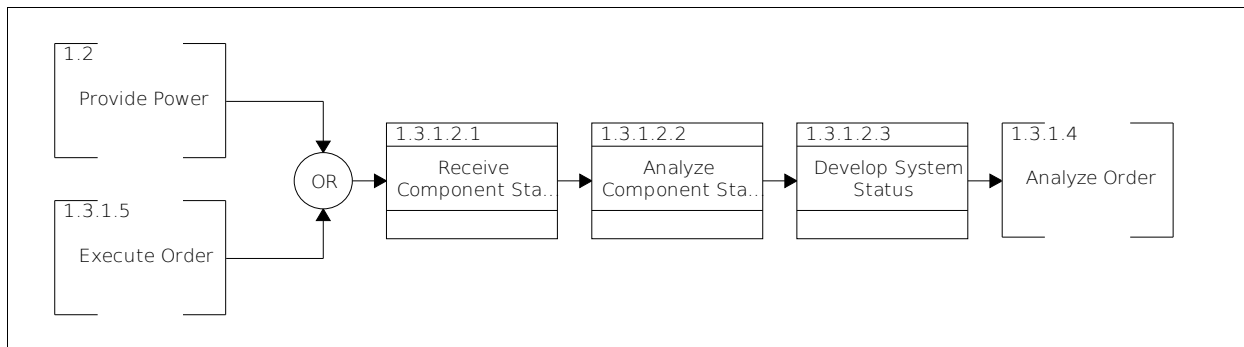 1.2
Provide Power
1.3.1.5
Execute Order
OR
1.3.1.2.1
Receive
Component Sta...
1.3.1.2.2
Analyze
Component Sta...
1.3.1.2.3
Develop System
Status
1.3.1.4
Analyze Order